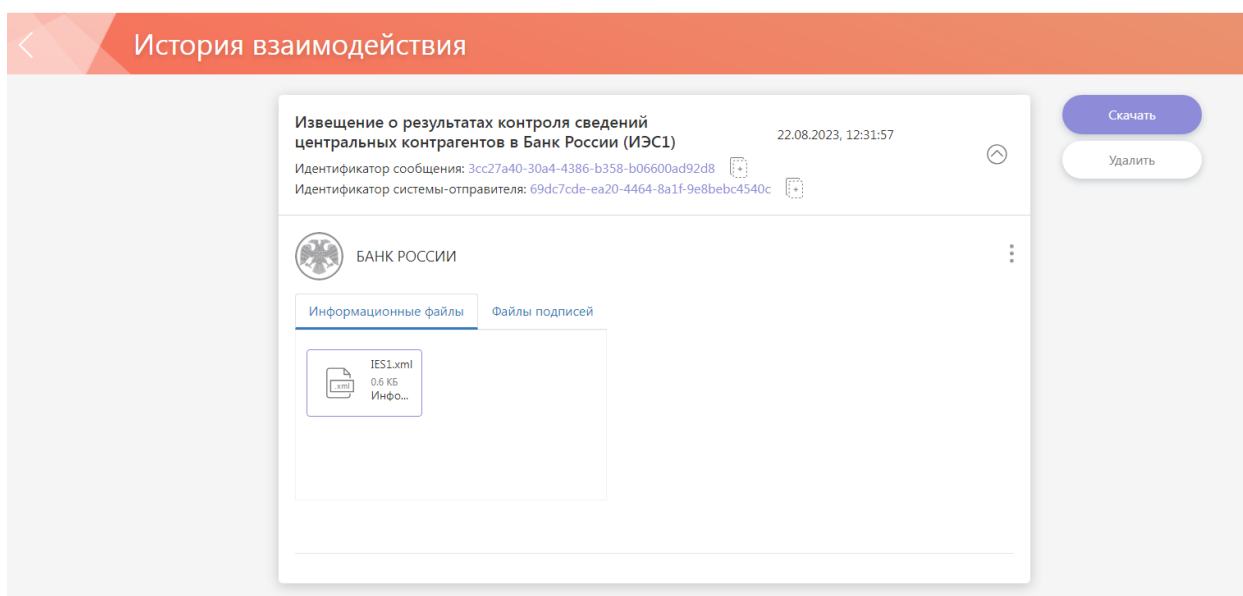 История взаимодействия
Извещение о результатах контроля сведений
центральных контрагентов в Банк России (ИЭС1)
22.08.2023, 12:31:57
Идентификатор сообщения: 3cc27a40-30a4-4386-b358-b06600ad92d8
Идентификатор системы-отправителя: 69dc7cde-ea20-4464-8a1f-9e8bebc4540c
Скачать
Удалить
БАНК РОССИИ
Информационные файлы
Файлы подписей
.xml
IES1.xml
0.6 КБ
Инфо...